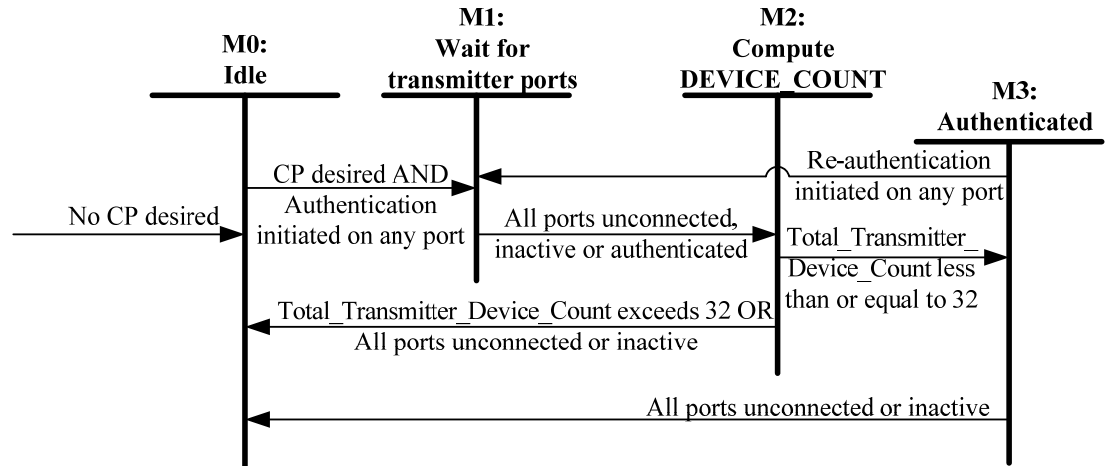 M0:
Idle
M1:
Wait for
transmitter ports
M2:
Compute
DEVICE_COUNT
M3:
Authenticated
CP desired AND
Authentication
initiated on any port
No CP desired
All ports unconnected,
inactive or authenticated
Re-authentication
initiated on any port
Total_Transmitter_
Device_Count less
than or equal to 32
Total_Transmitter_Device_Count exceeds 32 OR
All ports unconnected or inactive
All ports unconnected or inactive